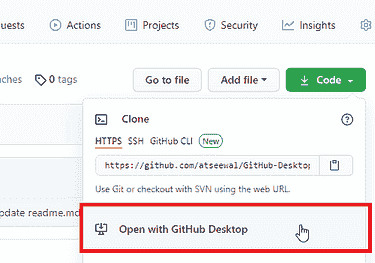 uests Actions Projects Security Insights
nches 0 tags Go to file Add file Code
Clone
HTTPS SSH GitHub CLI New
https://github.com/atseewal/GitHub-Deskto
Use Git or checkout with SVN using the web URL.
pdate readme.md
Open with GitHub Desktop